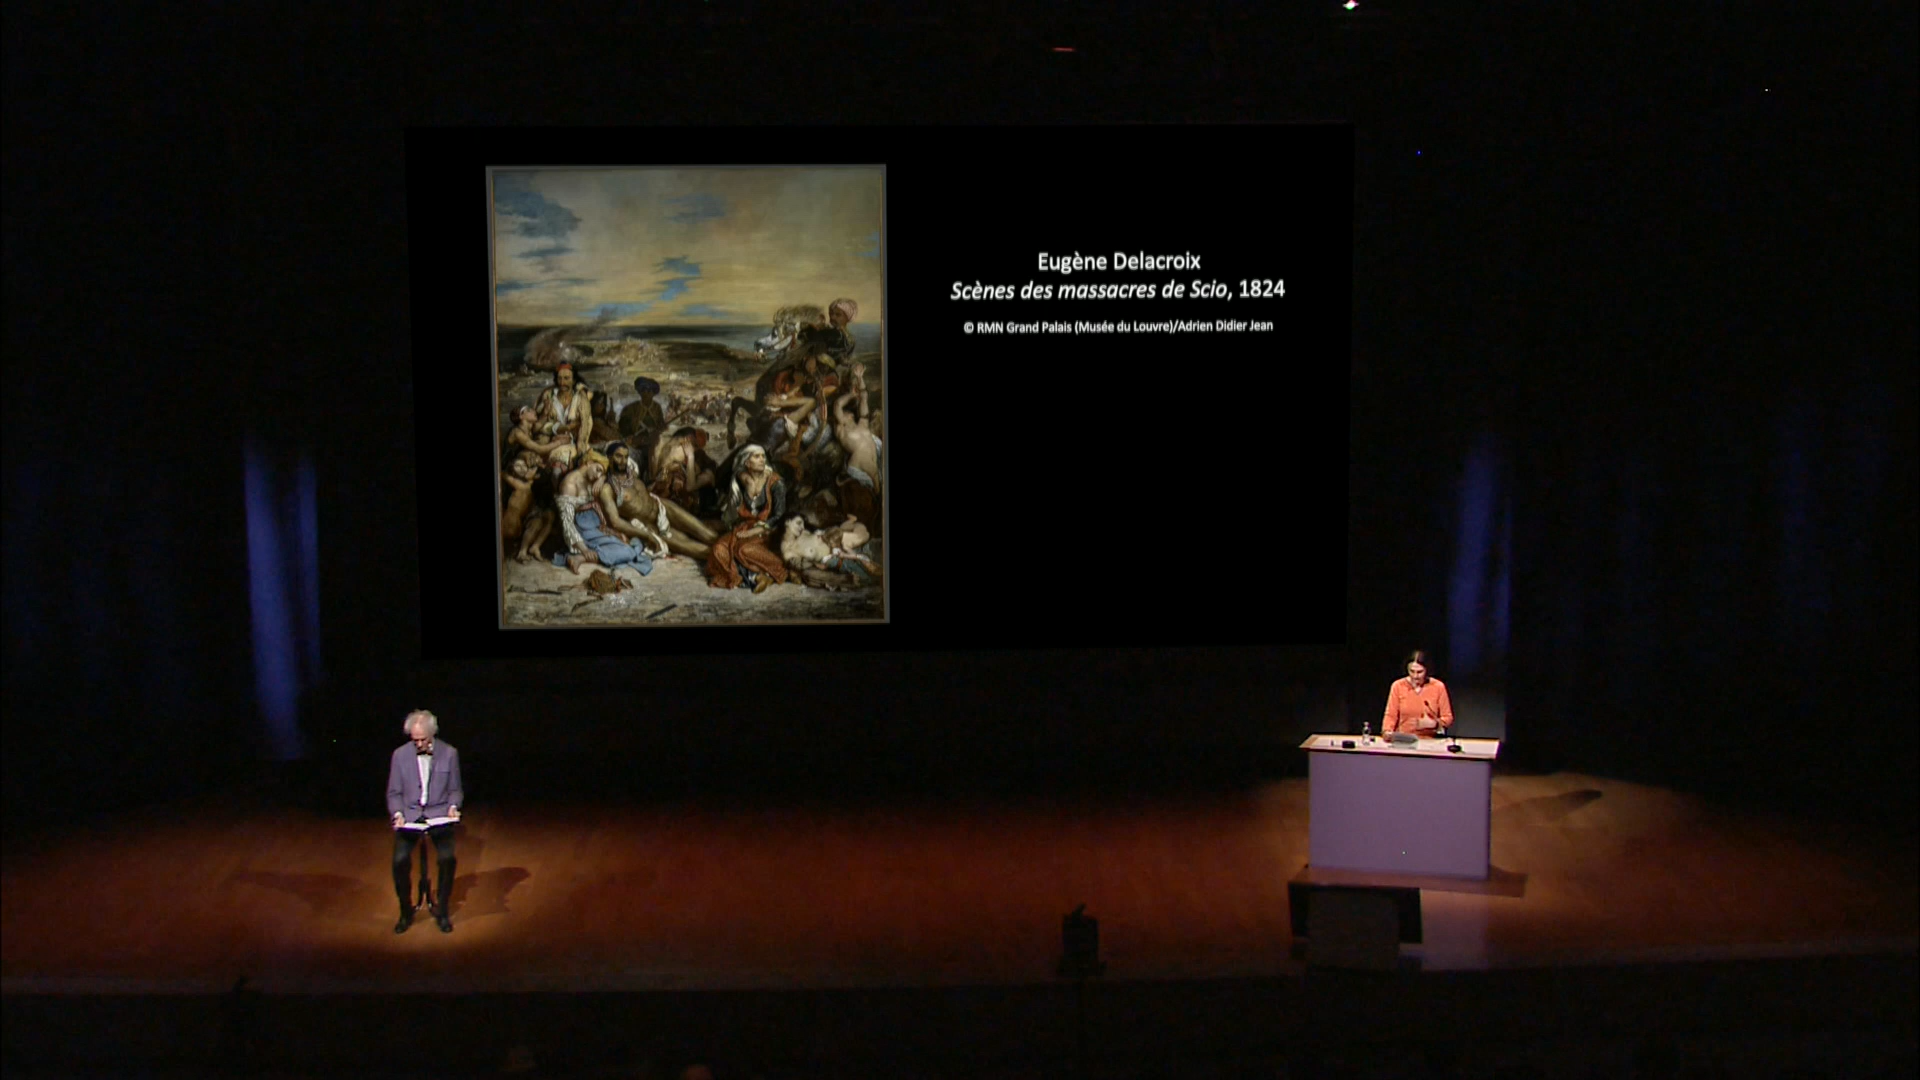 Eugène Delacroix
Scènes des massacres de Scio, 1824
© RMN Grand Palais (Musée du Louvre)/Adrien Didier Jean